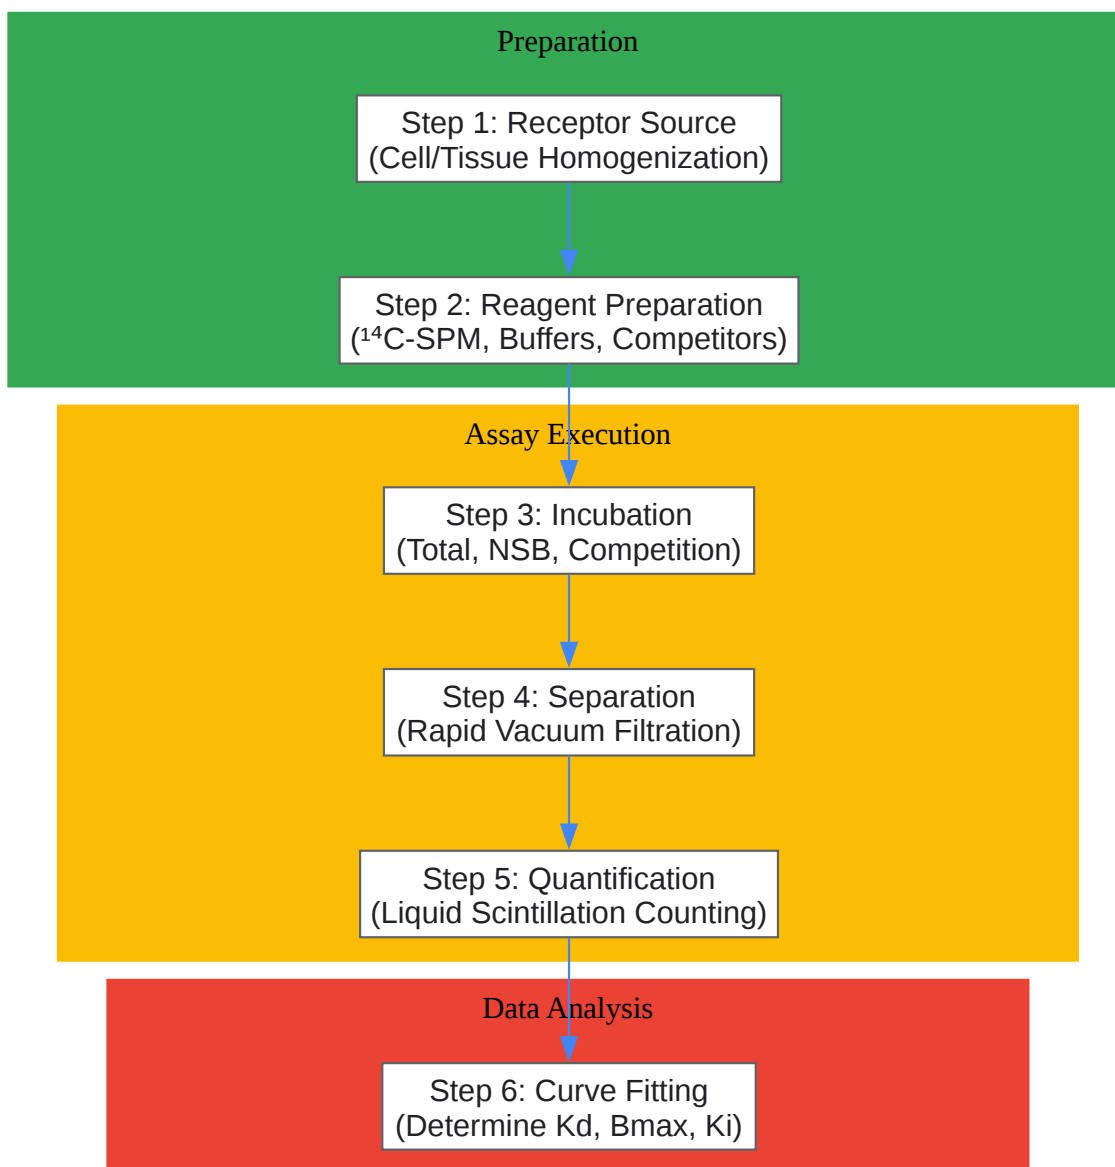 Preparation
Step 1: Receptor Source
(Cell/Tissue Homogenization)
Step 2: Reagent Preparation
(¹⁴C-SPM, Buffers, Competitors)
Assay Execution
Step 3: Incubation
(Total, NSB, Competition)
Step 4: Separation
(Rapid Vacuum Filtration)
Step 5: Quantification
(Liquid Scintillation Counting)
Data Analysis
Step 6: Curve Fitting
(Determine Kd, Bmax, Ki)